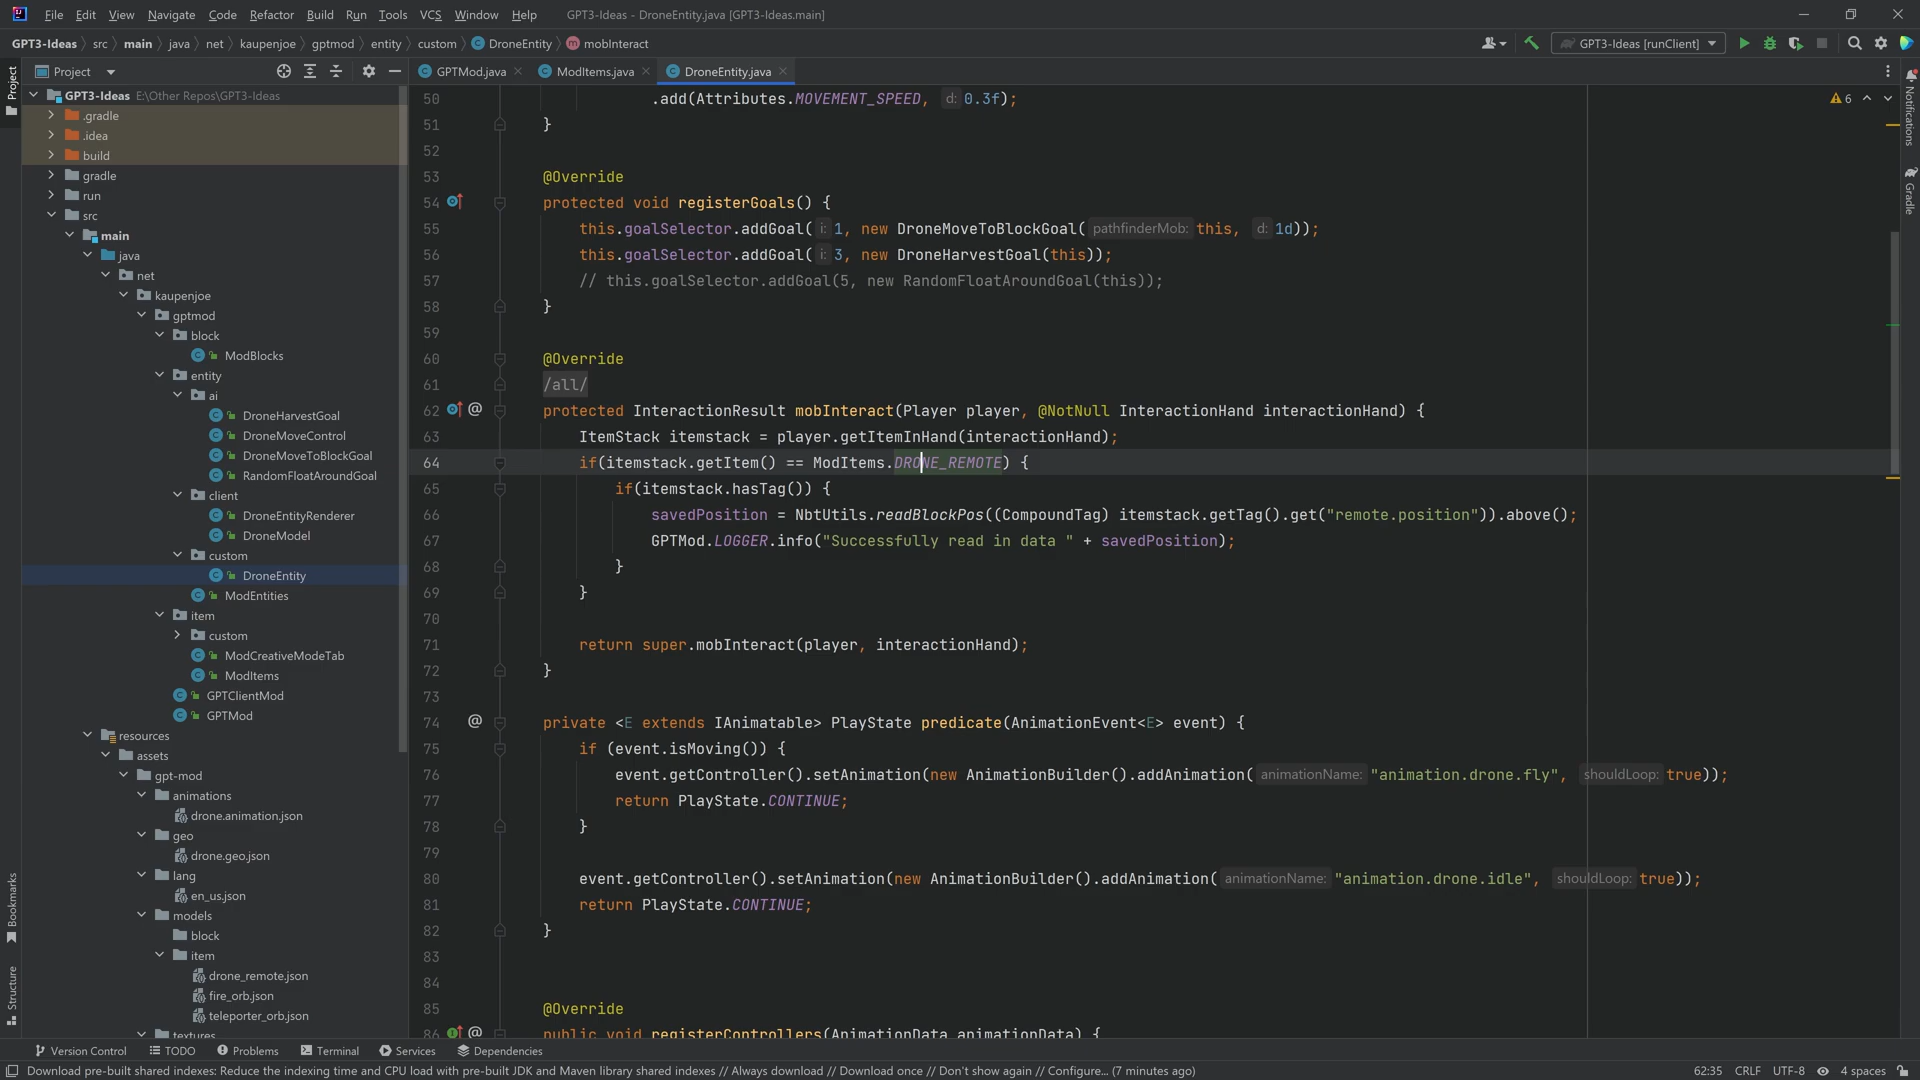 File Edit View Navigate Code Refactor Build Run Tools VCS Window Help GPT3-Ideas - DroneEntity.java [GPT3-Ideas.main]
GPT3-Ideas src main java net kaupenjoe gptmod entity custom DroneEntity mobInteract GPT3-Ideas [runClient]
Project
GPTMod.java ModItems.java DroneEntity.java
Project
GPT3-Ideas E:\Other Repos\GPT3-Ideas
.gradle
.idea
build
gradle
run
src
main
java
net
kaupenjoe
gptmod
block
ModBlocks
entity
ai
DroneHarvestGoal
DroneMoveControl
DroneMoveToBlockGoal
RandomFloatAroundGoal
client
DroneEntityRenderer
DroneModel
custom
DroneEntity
ModEntities
item
custom
ModCreativeModeTab
ModItems
GPTClientMod
GPTMod
resources
assets
gpt-mod
animations
drone.animation.json
geo
drone.geo.json
lang
en_us.json
models
block
item
drone_remote.json
fire_orb.json
teleporter_orb.json
textures
Bookmarks
Structure
50 .add(Attributes.MOVEMENT_SPEED, d: 0.3f);
51 }
52
53 @Override
54 protected void registerGoals() {
55 this.goalSelector.addGoal( i: 1, new DroneMoveToBlockGoal( pathfinderMob: this, d: 1d));
56 this.goalSelector.addGoal( i: 3, new DroneHarvestGoal(this));
57 // this.goalSelector.addGoal(5, new RandomFloatAroundGoal(this));
58 }
59
60 @Override
61 /all/
62 @ protected InteractionResult mobInteract(Player player, @NotNull InteractionHand interactionHand) {
63 ItemStack itemstack = player.getItemInHand(interactionHand);
64 if(itemstack.getItem() == ModItems.DRONE_REMOTE) {
65 if(itemstack.hasTag()) {
66 savedPosition = NbtUtils.readBlockPos((CompoundTag) itemstack.getTag().get("remote.position")).above();
67 GPTMod.LOGGER.info("Successfully read in data " + savedPosition);
68 }
69 }
70
71 return super.mobInteract(player, interactionHand);
72 }
73
74 @ private <E extends IAnimatable> PlayState predicate(AnimationEvent<E> event) {
75 if (event.isMoving()) {
76 event.getController().setAnimation(new AnimationBuilder().addAnimation( animationName: "animation.drone.fly", shouldLoop: true));
77 return PlayState.CONTINUE;
78 }
79
80 event.getController().setAnimation(new AnimationBuilder().addAnimation( animationName: "animation.drone.idle", shouldLoop: true));
81 return PlayState.CONTINUE;
82 }
83
84
85 @Override
86 @ public void registerControllers(AnimationData animationData) {
6
Notifications
Gradle
Version Control TODO Problems Terminal Services Dependencies
Download pre-built shared indexes: Reduce the indexing time and CPU load with pre-built JDK and Maven library shared indexes // Always download // Download once // Don't show again // Configure... (7 minutes ago) 62:35 CRLF UTF-8 4 spaces